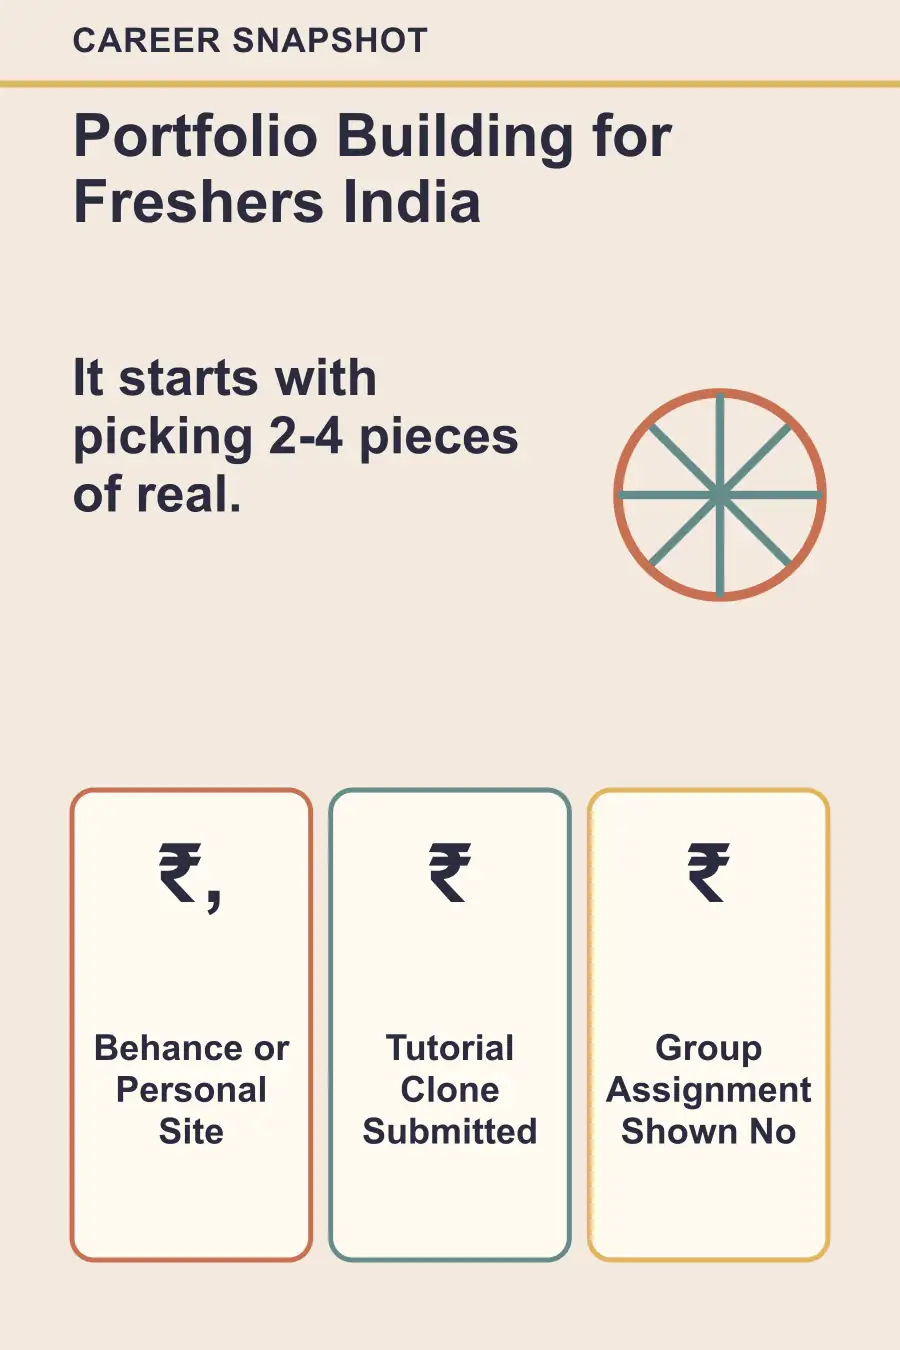 CAREER SNAPSHOT
Portfolio Building for
Freshers India
It starts with
picking 2-4 pieces
of real.
₹,
Behance or
Personal
Site
₹
Tutorial
Clone
Submitted
₹
Group
Assignment
Shown No